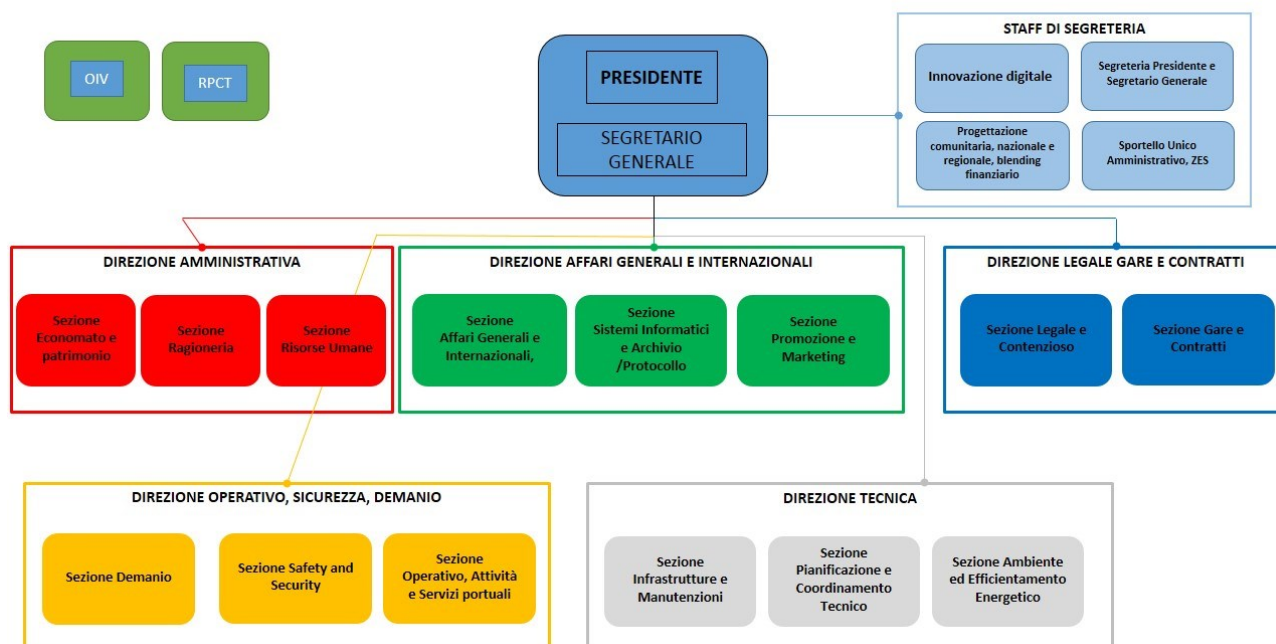 OIV
RPCT
PRESIDENTE
SEGRETARIO
GENERALE
STAFF DI SEGRETERIA
Innovazione digitale
Segreteria Presidente e
Segretario Generale
Progettazione
comunitaria, nazionale e
regionale, blending
finanziario
Sportello Unico
Amministrativo, ZES
DIREZIONE AMMINISTRATIVA
Sezione
Economato e
patrimonio
Sezione
Ragioneria
Sezione
Risorse Umane
DIREZIONE AFFARI GENERALI E INTERNAZIONALI
Sezione
Affari Generali e
Internazionali,
Sezione
Sistemi Informatici
e Archivio
/Protocollo
Sezione
Promozione e
Marketing
DIREZIONE LEGALE GARE E CONTRATTI
Sezione Legale e
Contenzioso
Sezione Gare e
Contratti
DIREZIONE OPERATIVO, SICUREZZA, DEMANIO
Sezione Demanio
Sezione Safety and
Security
Sezione
Operativo, Attività
e Servizi portuali
DIREZIONE TECNICA
Sezione
Infrastrutture e
Manutenzioni
Sezione
Pianificazione e
Coordinamento
Tecnico
Sezione Ambiente
ed Efficientamento
Energetico